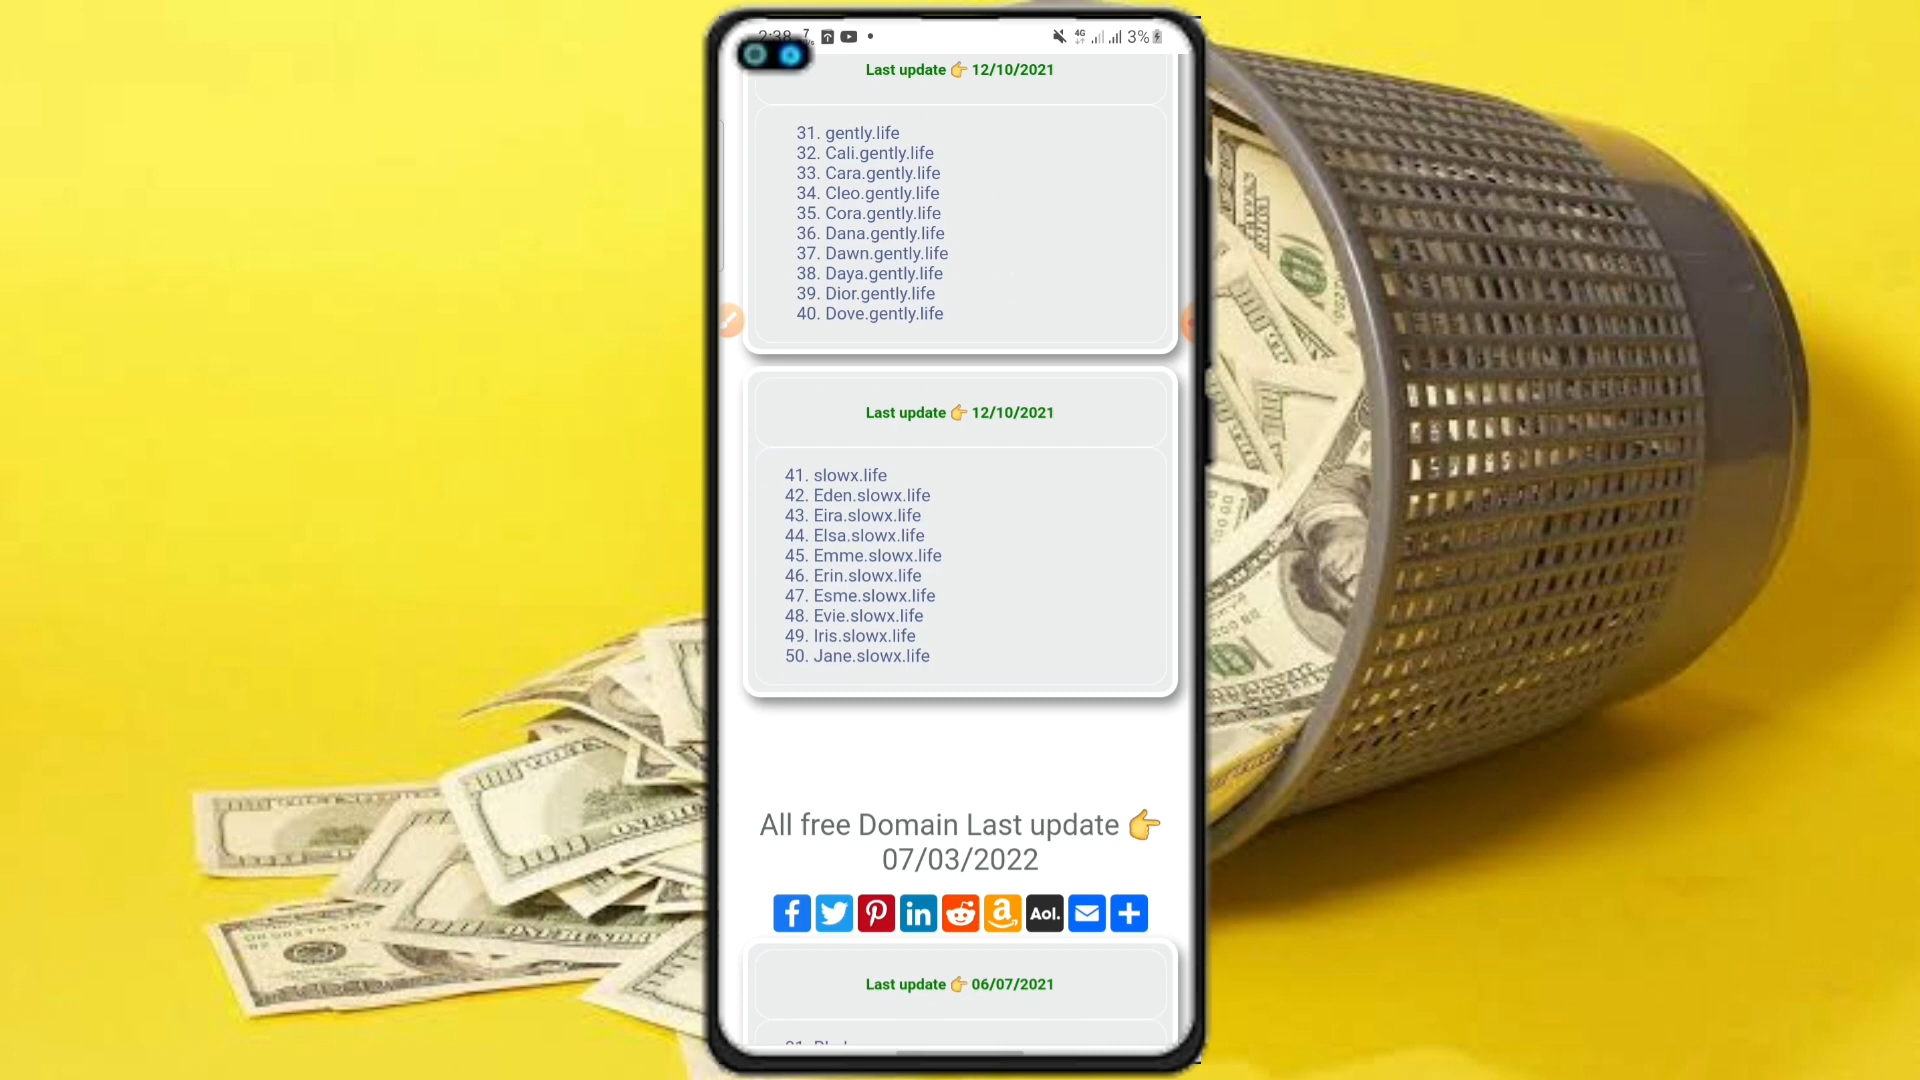 2:38
4G
3%
Last update 👉 12/10/2021
31. gently.life
32. Cali.gently.life
33. Cara.gently.life
34. Cleo.gently.life
35. Cora.gently.life
36. Dana.gently.life
37. Dawn.gently.life
38. Daya.gently.life
39. Dior.gently.life
40. Dove.gently.life
Last update 👉 12/10/2021
41. slowx.life
42. Eden.slowx.life
43. Eira.slowx.life
44. Elsa.slowx.life
45. Emme.slowx.life
46. Erin.slowx.life
47. Esme.slowx.life
48. Evie.slowx.life
49. Iris.slowx.life
50. Jane.slowx.life
All free Domain Last update 👉
07/03/2022
Aol.
Last update 👉 06/07/2021